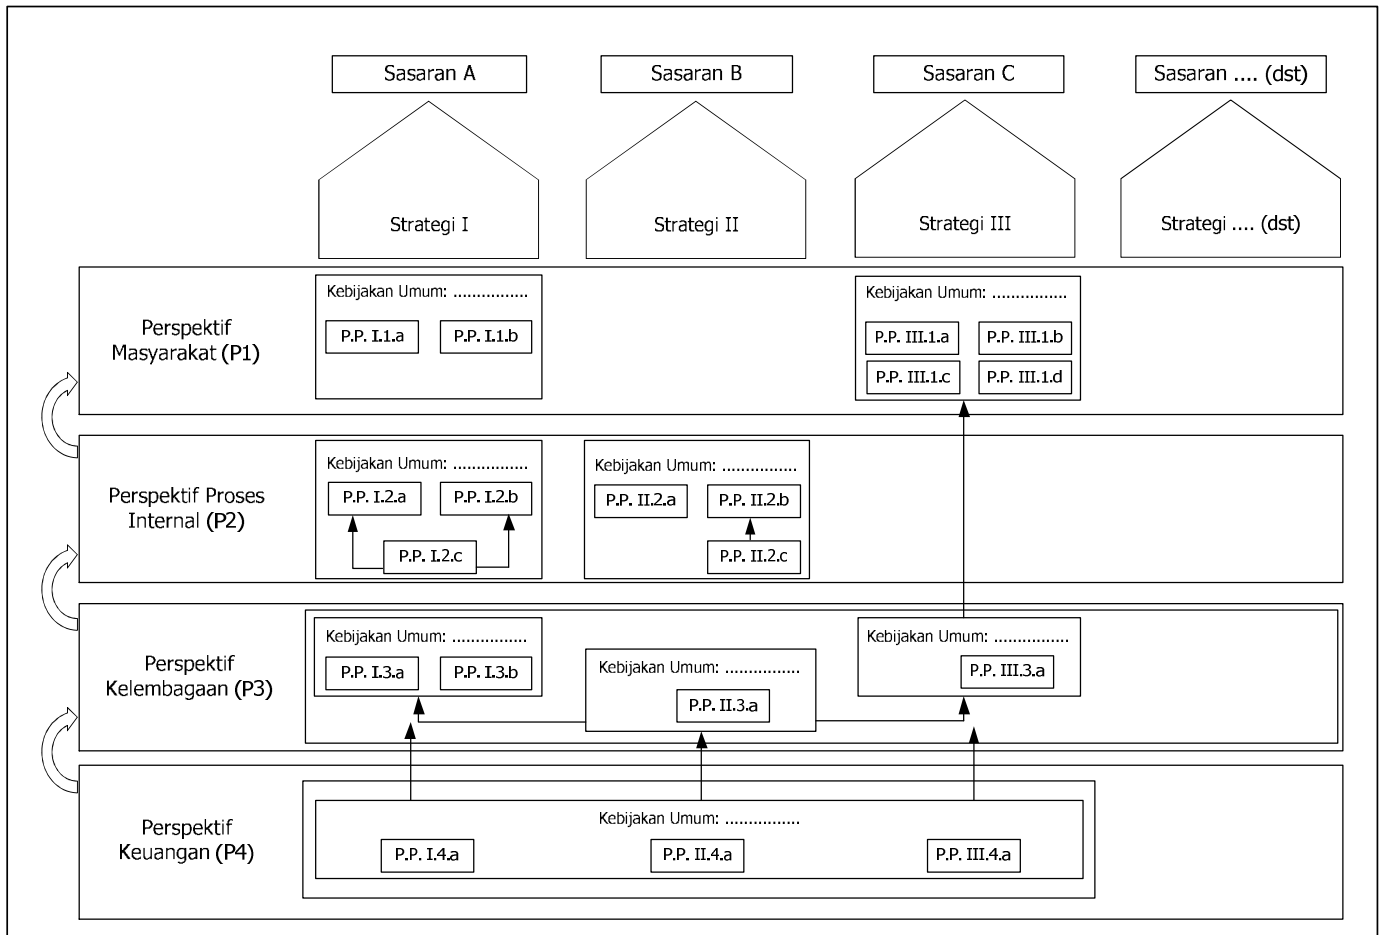 Sasaran A
Sasaran B
Sasaran C
Sasaran .... (dst)
Strategi I
Strategi II
Strategi III
Strategi .... (dst)
Perspektif
Masyarakat (P1)
Kebijakan Umum: ................
P.P. I.1.a
P.P. I.1.b
Kebijakan Umum: ................
P.P. III.1.a
P.P. III.1.b
P.P. III.1.c
P.P. III.1.d
Perspektif Proses
Internal (P2)
Kebijakan Umum: ................
P.P. I.2.a
P.P. I.2.b
P.P. I.2.c
Kebijakan Umum: ................
P.P. II.2.a
P.P. II.2.b
P.P. II.2.c
Perspektif
Kelembagaan (P3)
Kebijakan Umum: ................
P.P. I.3.a
P.P. I.3.b
Kebijakan Umum: ................
P.P. II.3.a
Kebijakan Umum: ................
P.P. III.3.a
Perspektif
Keuangan (P4)
Kebijakan Umum: ................
P.P. I.4.a
P.P. II.4.a
P.P. III.4.a